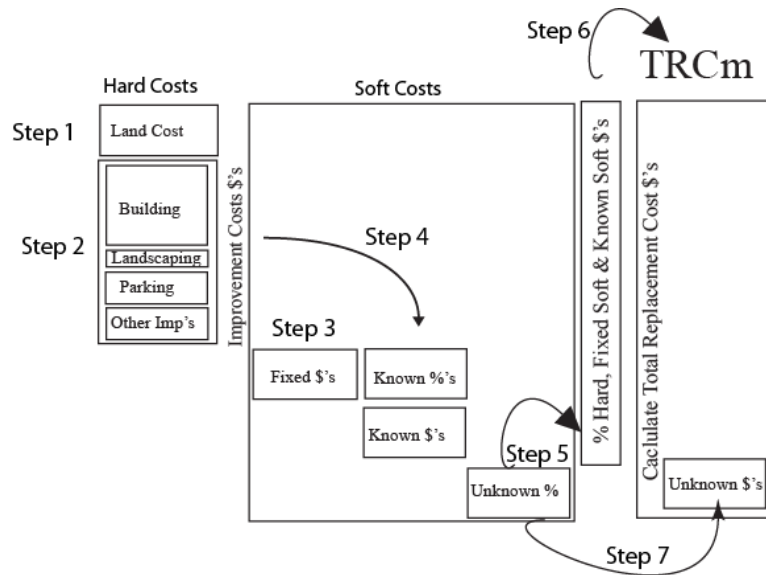 Step 6
TRCm
Hard Costs
Soft Costs
Step 1
Land Cost
Step 2
Building
Landscaping
Parking
Other Imp's
Improvement Costs $'s
Step 4
Step 3
Fixed $'s
Known %'s
Known $'s
Step 5
Unknown %
% Hard, Fixed Soft & Known Soft $'s
Caclulate Total Replacement Cost $'s
Unknown $'s
Step 7